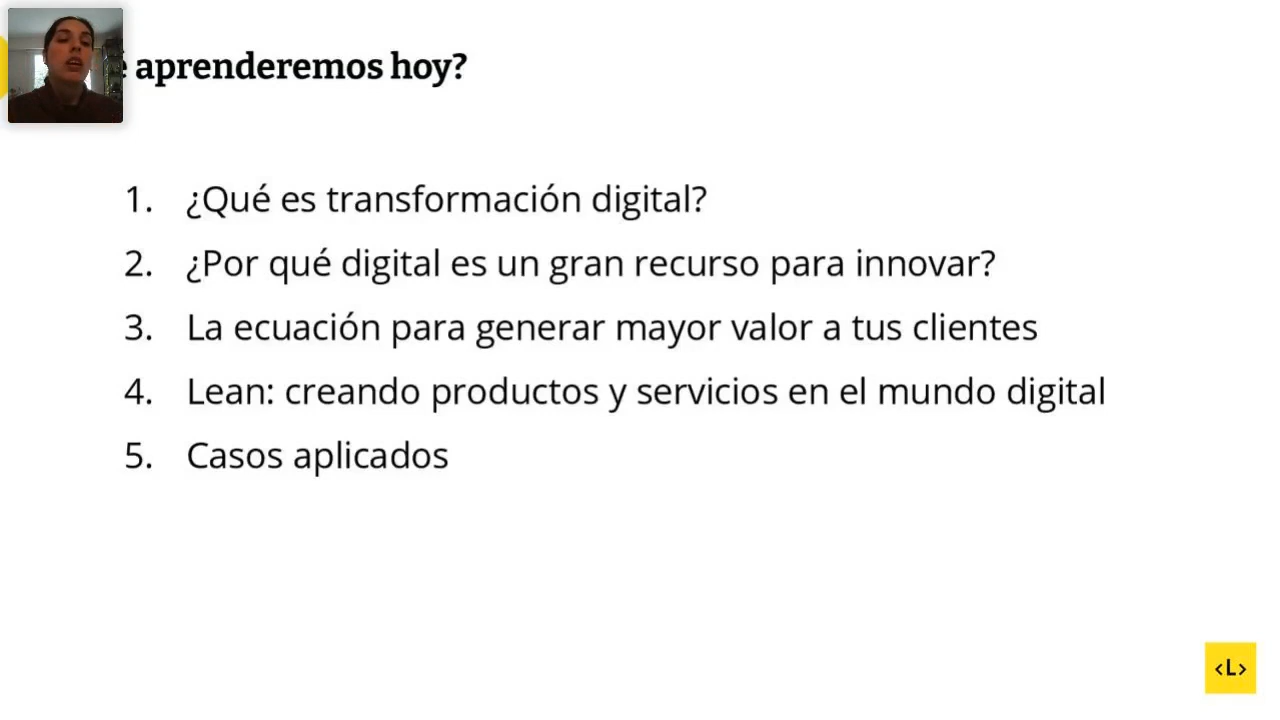 é aprenderemos hoy?
1. ¿Qué es transformación digital?
2. ¿Por qué digital es un gran recurso para innovar?
3. La ecuación para generar mayor valor a tus clientes
4. Lean: creando productos y servicios en el mundo digital
5. Casos aplicados
<L>